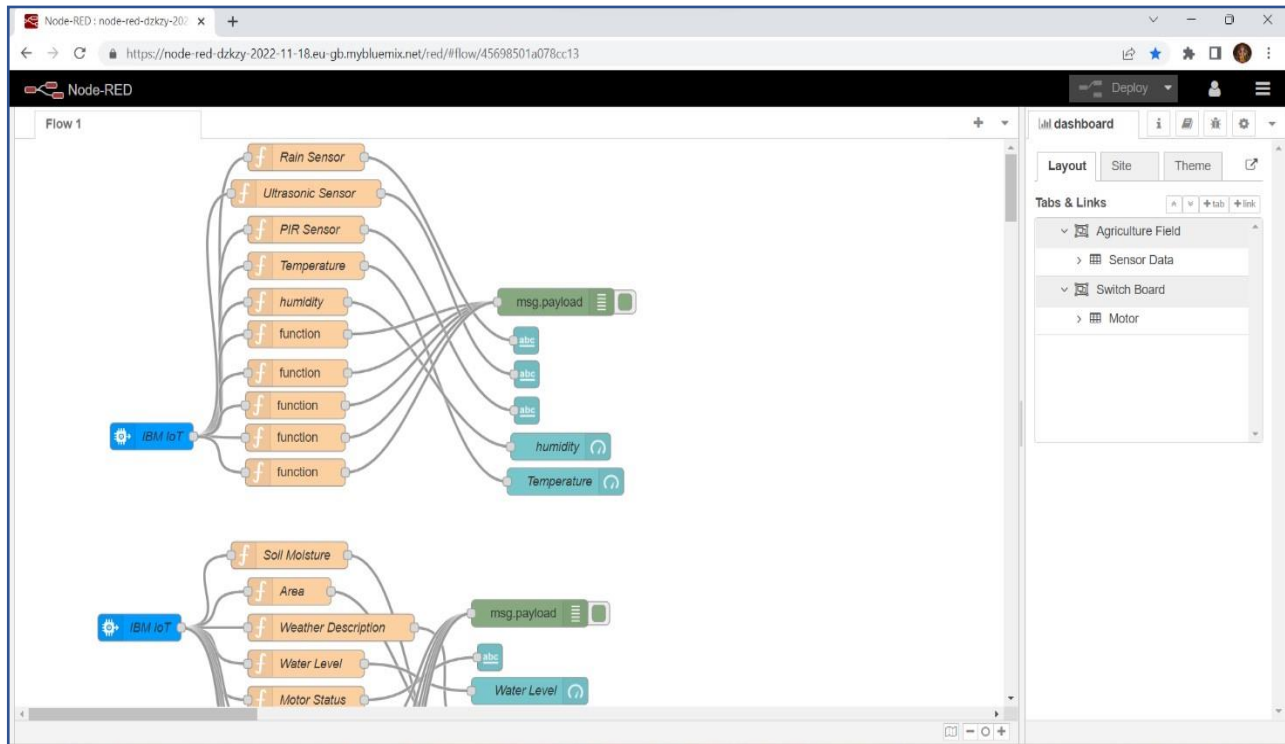 Node-RED : node-red-dzkzy-202
https://node-red-dzkzy-2022-11-18.eu-gb.mybluemix.net/red/#flow/45698501a078cc13
Node-RED
Deploy
Flow 1
Rain Sensor
Ultrasonic Sensor
PIR Sensor
Temperature
humidity
function
function
function
function
function
IBM IoT
msg.payload
abc
abc
abc
humidity
Temperature
Soil Moisture
Area
Weather Description
Water Level
Motor Status
IBM IoT
msg.payload
abc
Water Level
dashboard
i
Layout
Site
Theme
Tabs & Links
+tab
+link
Agriculture Field
Sensor Data
Switch Board
Motor